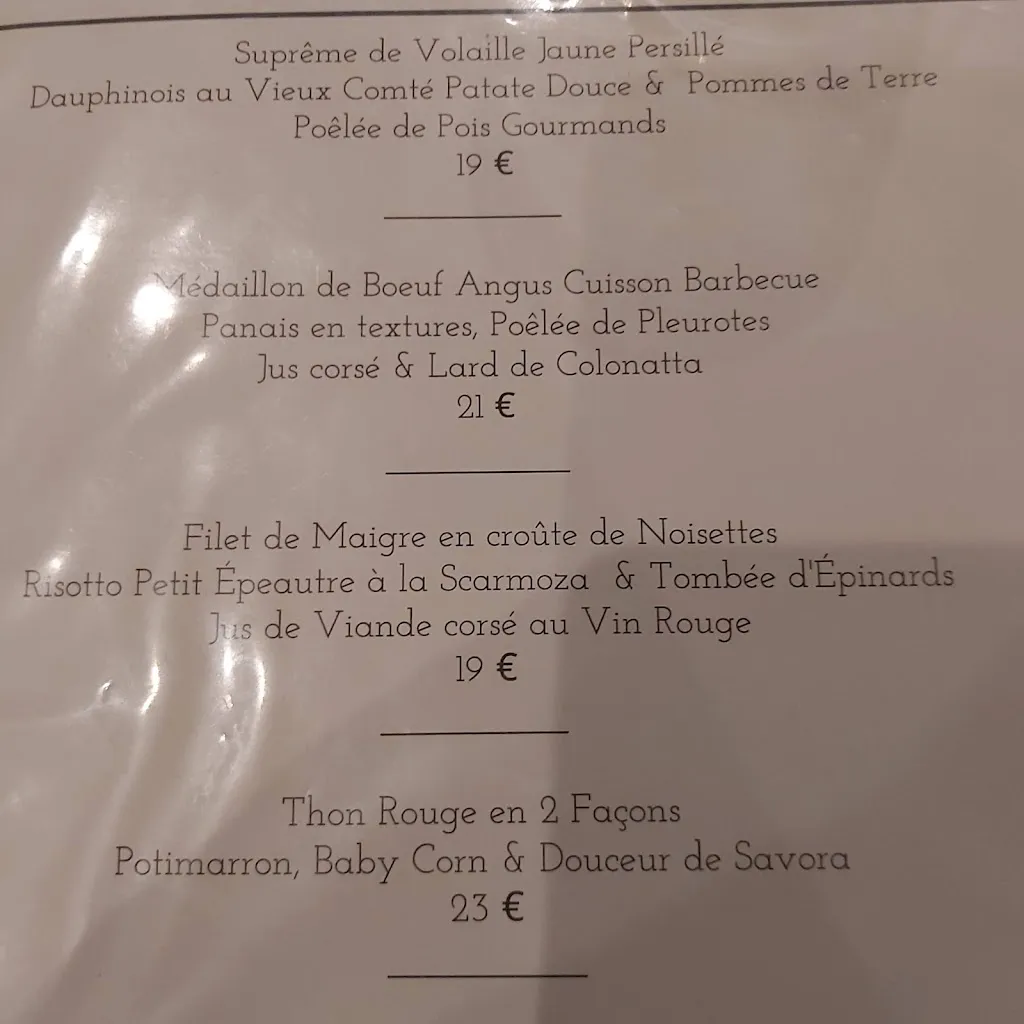 Suprême de Volaille Jaune Persillé
Dauphinois au Vieux Comté Patate Douce & Pommes de Terre
Poêlée de Pois Gourmands
19 €
Médaillon de Boeuf Angus Cuisson Barbecue
Panais en textures, Poêlée de Pleurotes
Jus corsé & Lard de Colonatta
21 €
Filet de Maigre en croûte de Noisettes
Risotto Petit Épeautre à la Scarmoza & Tombée d'Épinards
Jus de Viande corsé au Vin Rouge
19 €
Thon Rouge en 2 Façons
Potimarron, Baby Corn & Douceur de Savora
23 €